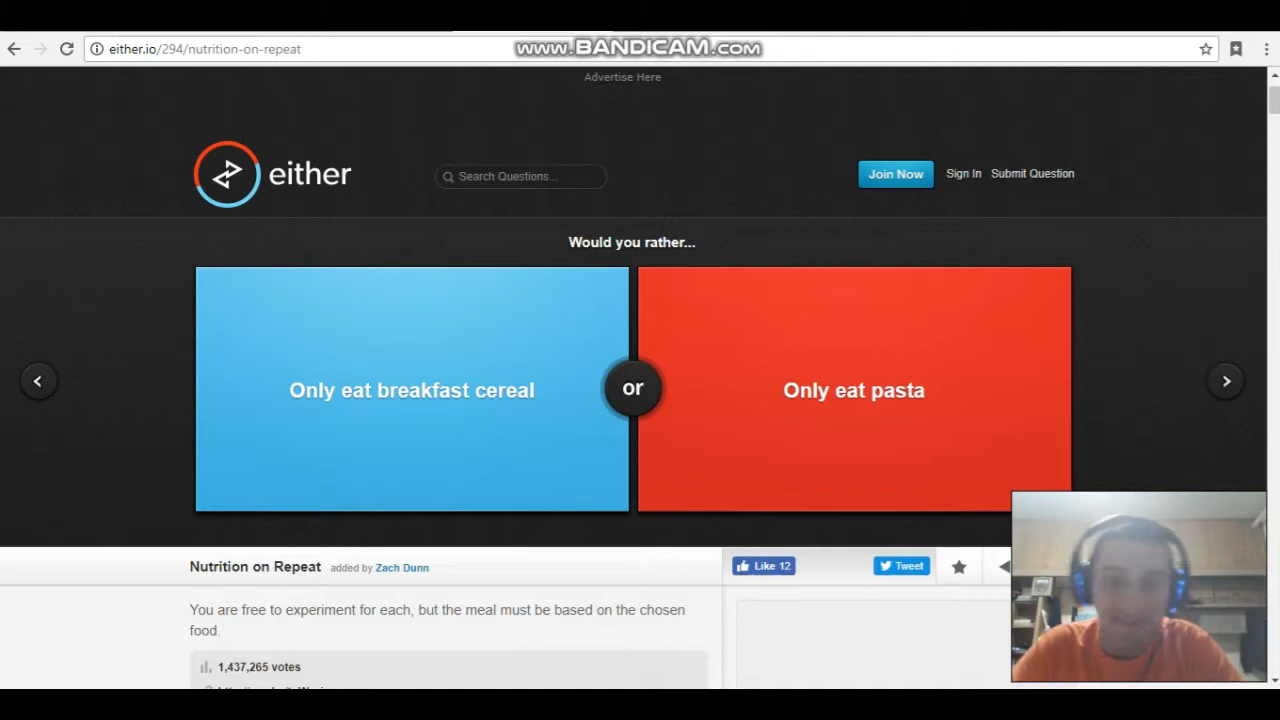 either.io/294/nutrition-on-repeat
www.BANDICAM.com
Advertise Here
either
Search Questions...
Join Now
Sign In
Submit Question
Would you rather...
Only eat breakfast cereal
or
Only eat pasta
Nutrition on Repeat added by Zach Dunn
Like 12
Tweet
You are free to experiment for each, but the meal must be based on the chosen
food.
1,437,265 votes